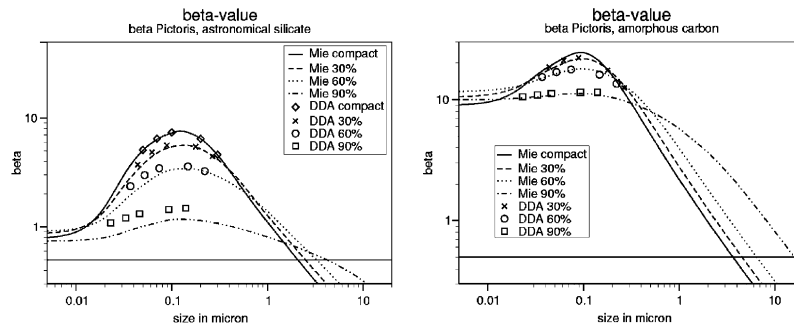 beta-value
beta Pictoris, astronomical silicate
Mie compact
Mie 30%
Mie 60%
Mie 90%
DDA compact
DDA 30%
DDA 60%
DDA 90%
10
1
beta
0.01
0.1
1
10
size in micron
beta-value
beta Pictoris, amorphous carbon
10
1
beta
Mie compact
Mie 30%
Mie 60%
Mie 90%
DDA 30%
DDA 60%
DDA 90%
0.01
0.1
1
10
size in micron